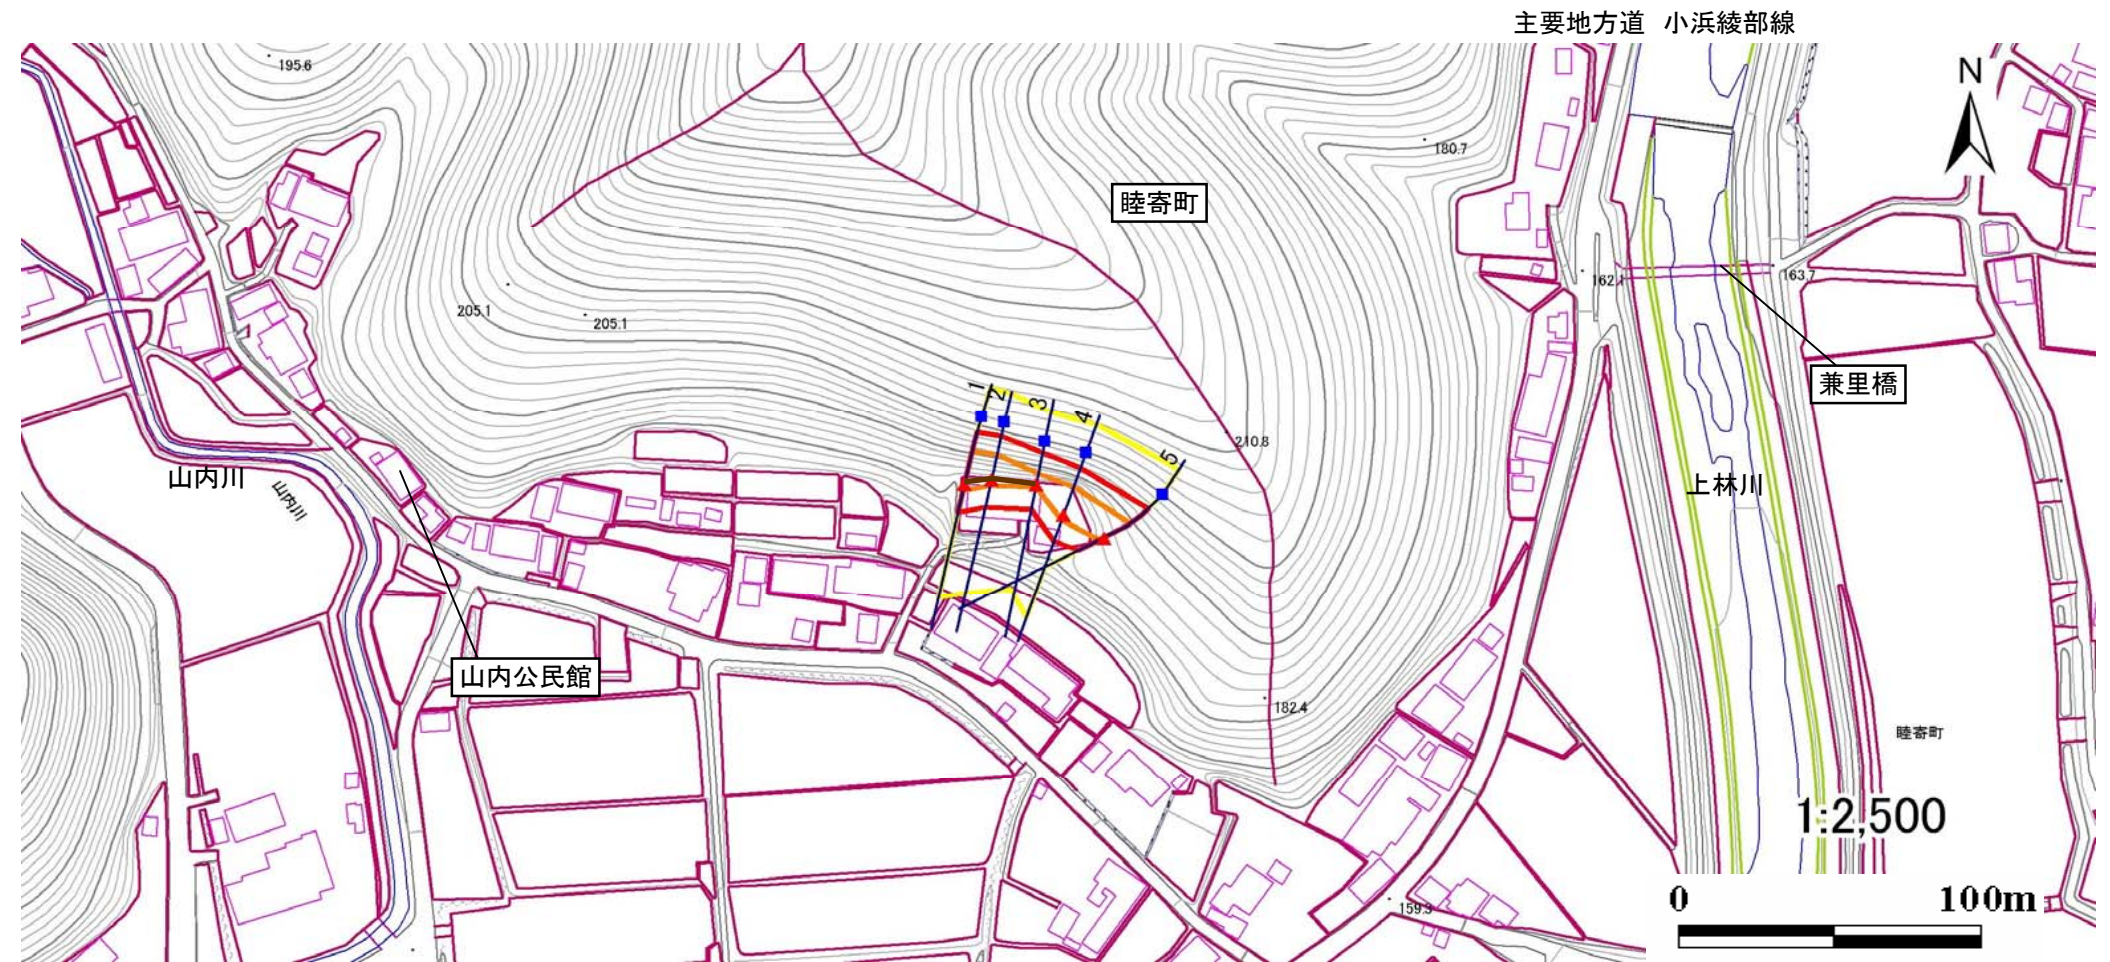 主要地方道　小浜綾部線
195.6
N
180.7
睦寄町
162.1
163.7
205.1
205.1
兼里橋
1
2
3
4
5
210.8
山内川
山内川
上林川
山内公民館
182.4
睦寄町
1:2,500
159.3
0
100m